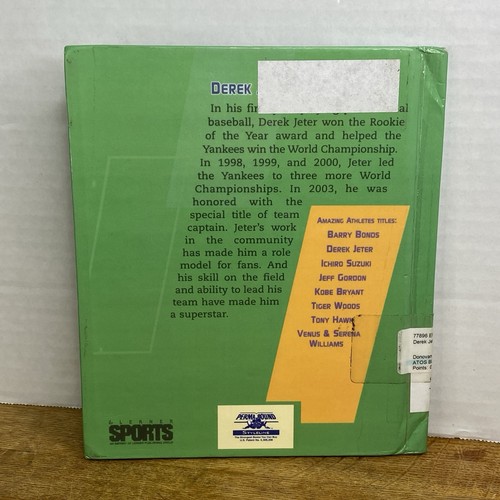 DEREK
In his
baseball, Derek Jeter won the Rookie
of the Year award and helped the
Yankees win the World Championship.
In 1998, 1999, and 2000, Jeter led
the Yankees to three more World
Championships. In 2003, he was
honored with the
special title of team
captain. Jeter's work
in the community
has made him a role
model for fans. And
his skill on the field
and ability to lead his
team have made him
a superstar.
AMAZING ATHLETES TITLES:
BARRY BONDS
DEREK JETER
ICHIRO SUZUKI
JEFF GORDON
KOBE BRYANT
TIGER WOODS
TONY HAWK
VENUS & SERENA
WILLIAMS
77896
Derek
Donovan
ATOS
Points:
LERNER
SPORTS
PERMA-BOUND
STYLELINE